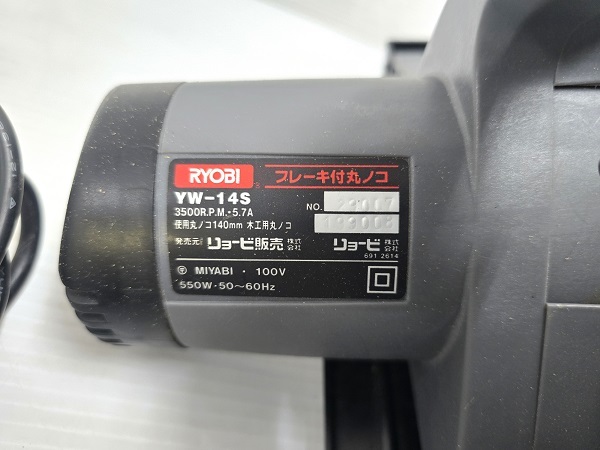 RYOBI ブレーキ付丸ノコ
YW-14S
3500R.P.M.・5.7A
NO.
使用丸ノコ140mm 木工用丸ノコ
発売元 リョービ販売株式会社 リョービ株式会社
691 2614
MIYABI・100V
550W・50〜60Hz